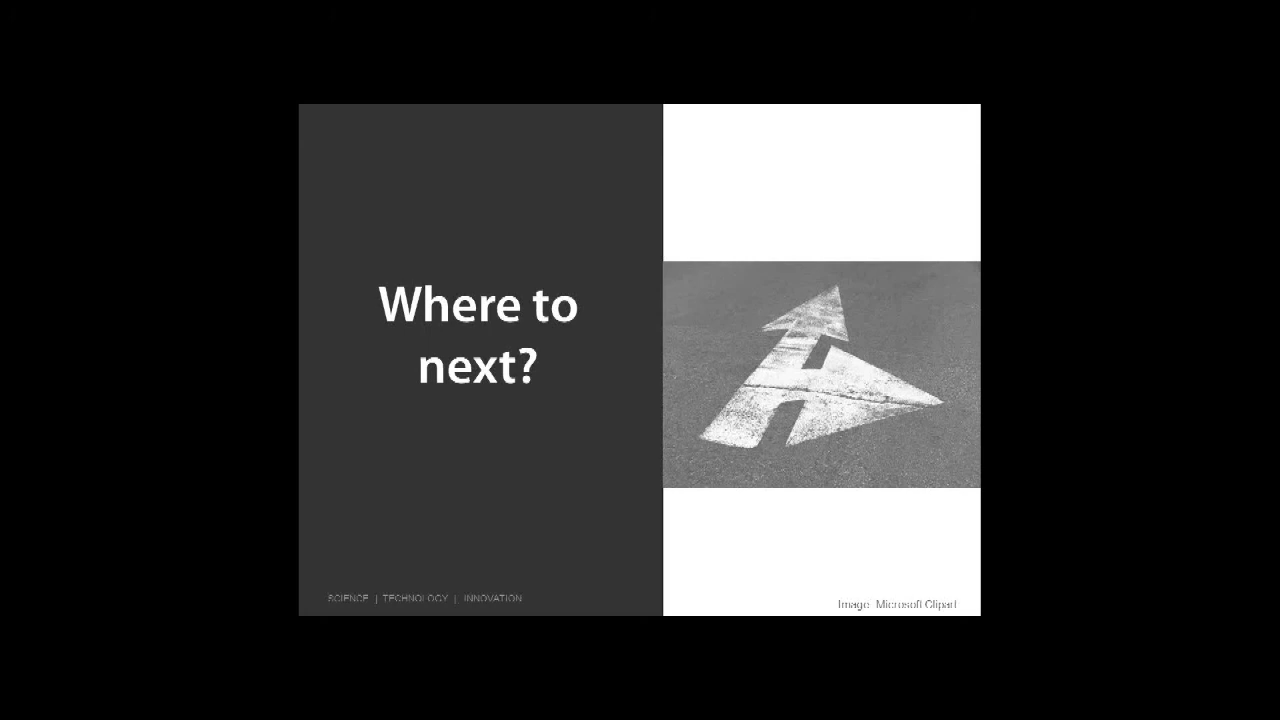 Where to
next?
SCIENCE | TECHNOLOGY | INNOVATION
Image: Microsoft Clipart